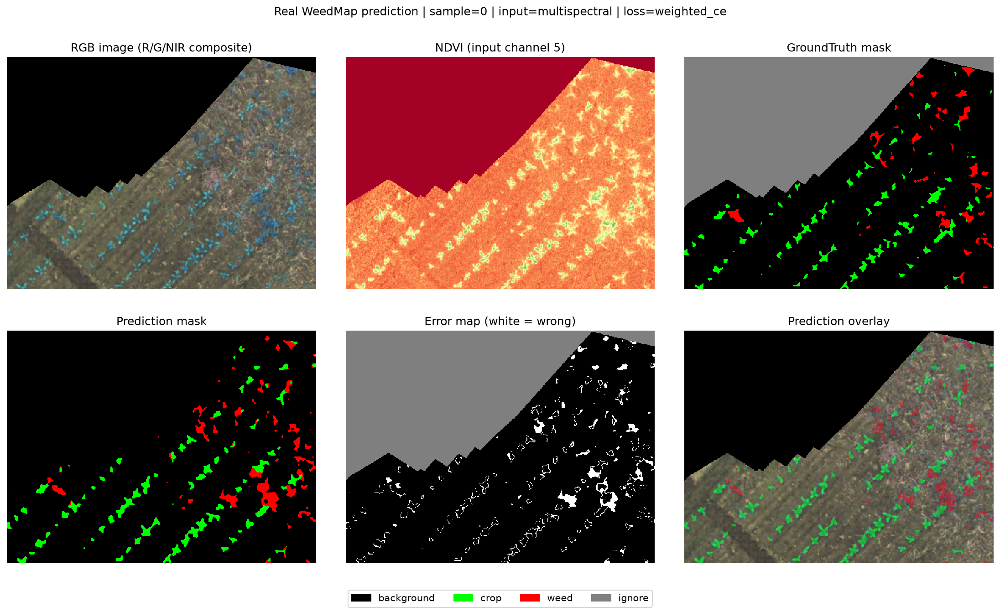 Real WeedMap prediction | sample=0 | input=multispectral | loss=weighted_ce
RGB image (R/G/NIR composite)
NDVI (input channel 5)
GroundTruth mask
Prediction mask
Error map (white = wrong)
Prediction overlay
background
crop
weed
ignore